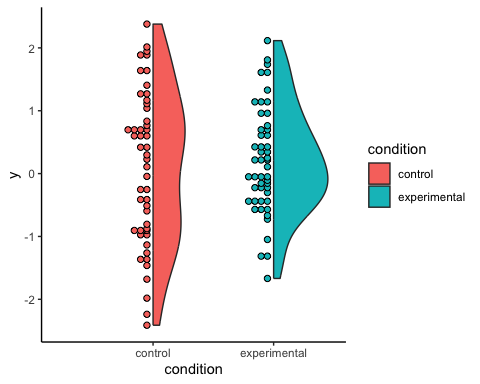 2
1
0
-1
-2
y
control
experimental
condition
condition
control
experimental